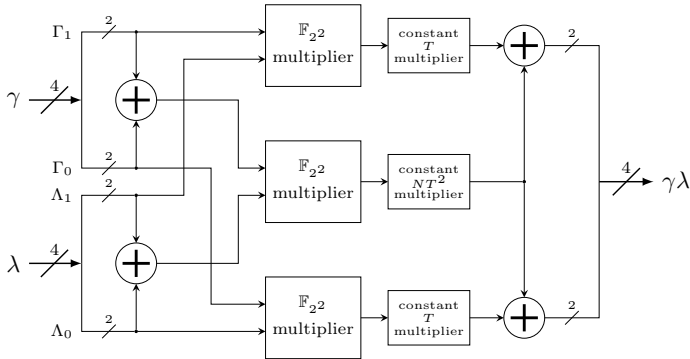 Γ₁ 2 𝔽₂² multiplier constant T multiplier 2
γ 4
Γ₀ 2 𝔽₂² multiplier constant NT² multiplier 4 γλ
Λ₁ 2
λ 4
Λ₀ 2 𝔽₂² multiplier constant T multiplier 2